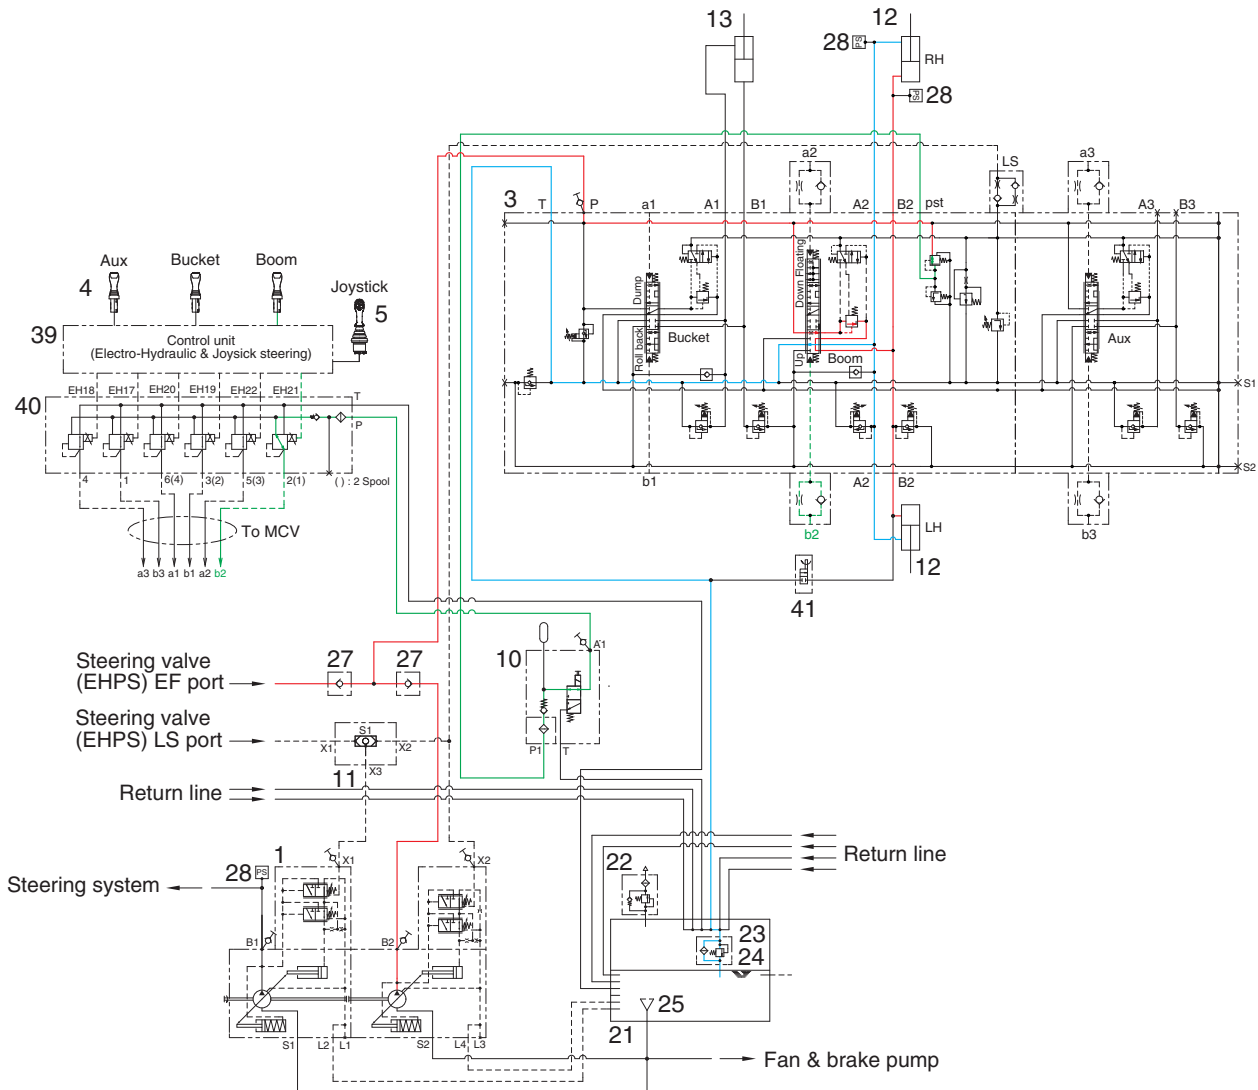 13
12
28
PS
RH
PS
28
a2
LS
a3
3
T
P
a1
A1
B1
A2
B2
pst
A3
B3
Aux
Bucket
Boom
4
Joystick
5
39
Control unit
(Electro-Hydraulic & Joysick steering)
Dump
Roll back
Bucket
Down Floating
UP
Boom
Aux
S1
EH18
EH17
EH20
EH19
EH22
EH21
40
T
P
4
1
6(4)
3(2)
5(3)
2(1)
( ) : 2 Spool
S2
b1
A2
B2
To MCV
b2
b3
LH
12
a3
b3
a1
b1
a2
b2
41
Steering valve
(EHPS) EF port
27
27
10
A1
Steering valve
(EHPS) LS port
S1
X1
X2
X3
P1
T
11
Return line
Return line
1
X1
X2
28
PS
Steering system
22
B1
B2
23
24
25
21
S1
L2
L1
S2
L4
L3
Fan & brake pump